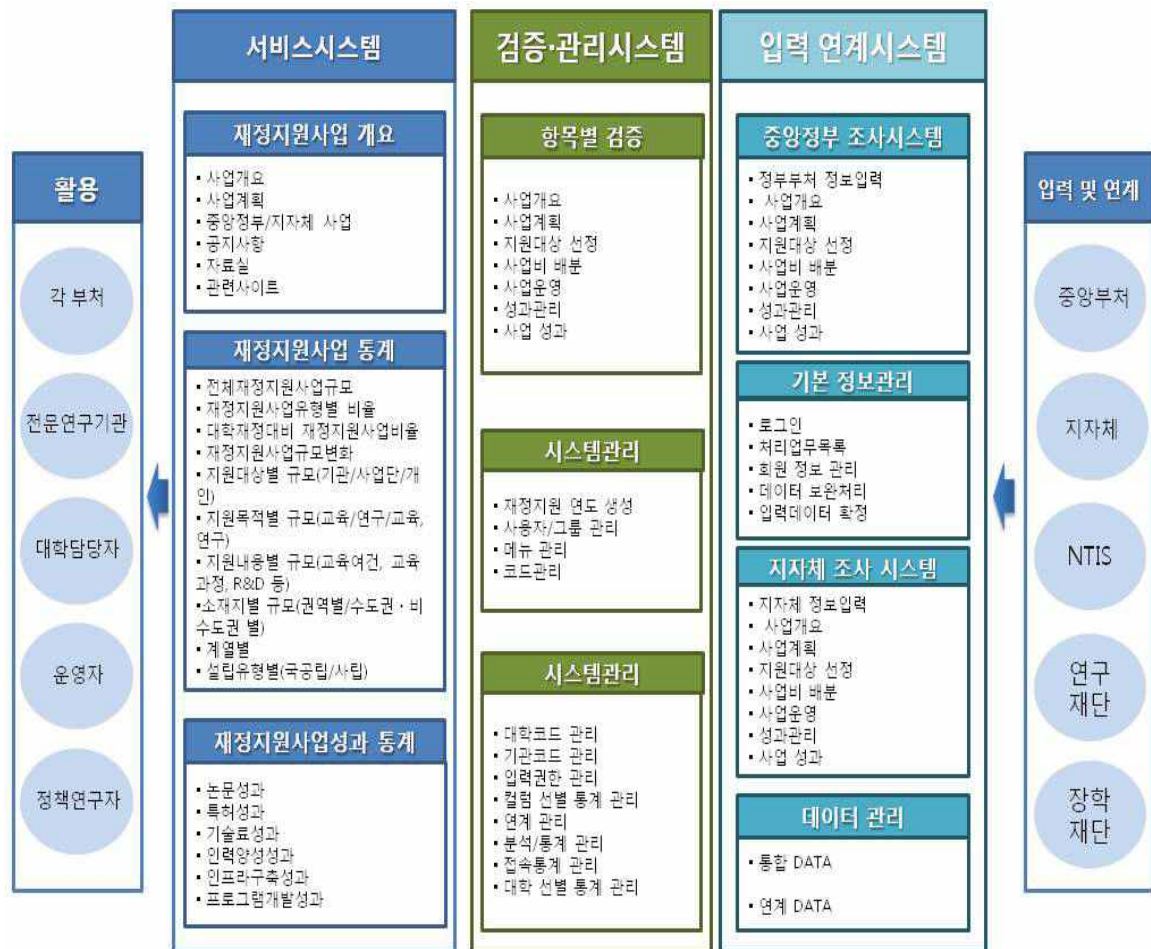 활용
각 부처
전문연구기관
대학담당자
운영자
정책연구자
서비스시스템
재정지원사업 개요
▪ 사업개요
▪ 사업계획
▪ 중앙정부/지자체 사업
▪ 공지사항
▪ 자료실
▪ 관련사이트
재정지원사업 통계
▪ 전체재정지원사업규모
▪ 재정지원사업유형별 비율
▪ 대학재정대비 재정지원사업비율
▪ 재정지원사업규모변화
▪ 지원대상별 규모(기관/사업단/개
인)
▪ 지원목적별 규모(교육/연구/교육,
연구)
▪ 지원내용별 규모(교육여건, 교육
과정, R&D 등)
▪소재지별 규모(권역별/수도권·비
수도권 별)
▪ 계열별
▪ 설립유형별(국공립/사립)
재정지원사업성과 통계
▪ 논문성과
▪ 특허성과
▪ 기술료성과
▪ 인력양성성과
▪ 인프라구축성과
▪ 프로그램개발성과
검증·관리시스템
항목별 검증
▪ 사업개요
▪ 사업계획
▪ 지원대상 선정
▪ 사업비 배분
▪ 사업운영
▪ 성과관리
▪ 사업 성과
시스템관리
▪ 재정지원 연도 생성
▪ 사용자/그룹 관리
▪ 메뉴 관리
▪ 코드관리
시스템관리
▪ 대학코드 관리
▪ 기관코드 관리
▪ 입력권한 관리
▪ 컬럼 선별 통계 관리
▪ 연계 관리
▪ 분석/통계 관리
▪ 접속통계 관리
▪ 대학 선별 통계 관리
입력 연계시스템
중앙정부 조사시스템
▪ 정부부처 정보입력
▪ 사업개요
▪ 사업계획
▪ 지원대상 선정
▪ 사업비 배분
▪ 사업운영
▪ 성과관리
▪ 사업 성과
기본 정보관리
▪ 로그인
▪ 처리업무목록
▪ 회원 정보 관리
▪ 데이터 보완처리
▪ 입력데이터 확정
지자체 조사 시스템
▪ 지자체 정보입력
▪ 사업개요
▪ 사업계획
▪ 지원대상 선정
▪ 사업비 배분
▪ 사업운영
▪ 성과관리
▪ 사업 성과
데이터 관리
▪ 통합 DATA
▪ 연계 DATA
입력 및 연계
중앙부처
지자체
NTIS
연구
재단
장학
재단